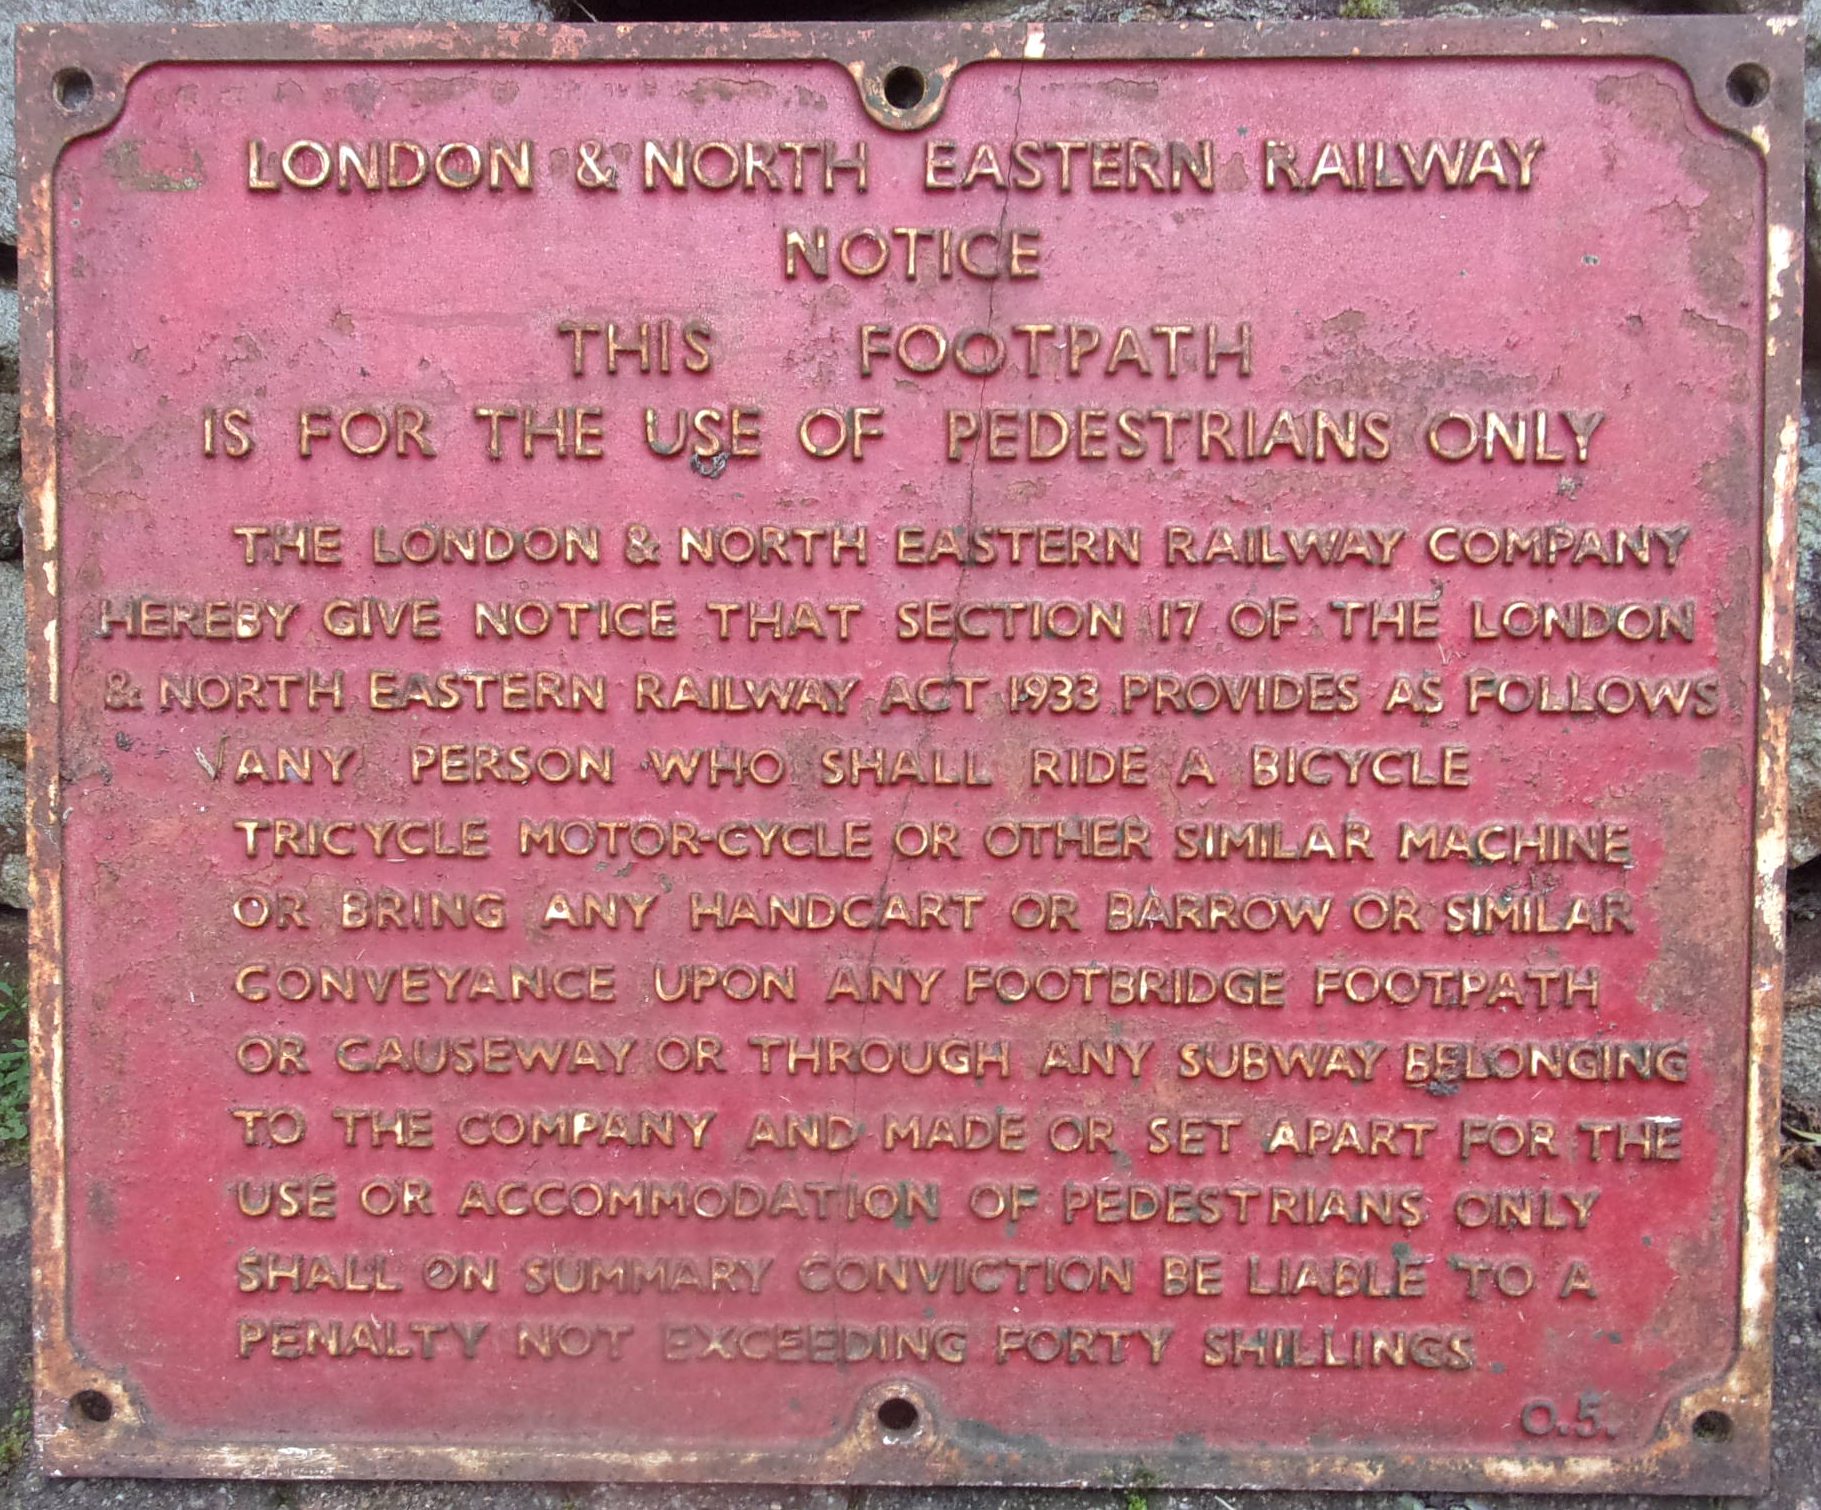 LONDON & NORTH EASTERN RAILWAY
NOTICE
THIS FOOTPATH
IS FOR THE USE OF PEDESTRIANS ONLY
THE LONDON & NORTH EASTERN RAILWAY COMPANY
HEREBY GIVE NOTICE THAT SECTION 17 OF THE LONDON
& NORTH EASTERN RAILWAY ACT 1933 PROVIDES AS FOLLOWS
ANY PERSON WHO SHALL RIDE A BICYCLE
TRICYCLE MOTOR-CYCLE OR OTHER SIMILAR MACHINE
OR BRING ANY HANDCART OR BARROW OR SIMILAR
CONVEYANCE UPON ANY FOOTBRIDGE FOOTPATH
OR CAUSEWAY OR THROUGH ANY SUBWAY BELONGING
TO THE COMPANY AND MADE OR SET APART FOR THE
USE OR ACCOMMODATION OF PEDESTRIANS ONLY
SHALL ON SUMMARY CONVICTION BE LIABLE TO A
PENALTY NOT EXCEEDING FORTY SHILLINGS
O.5.